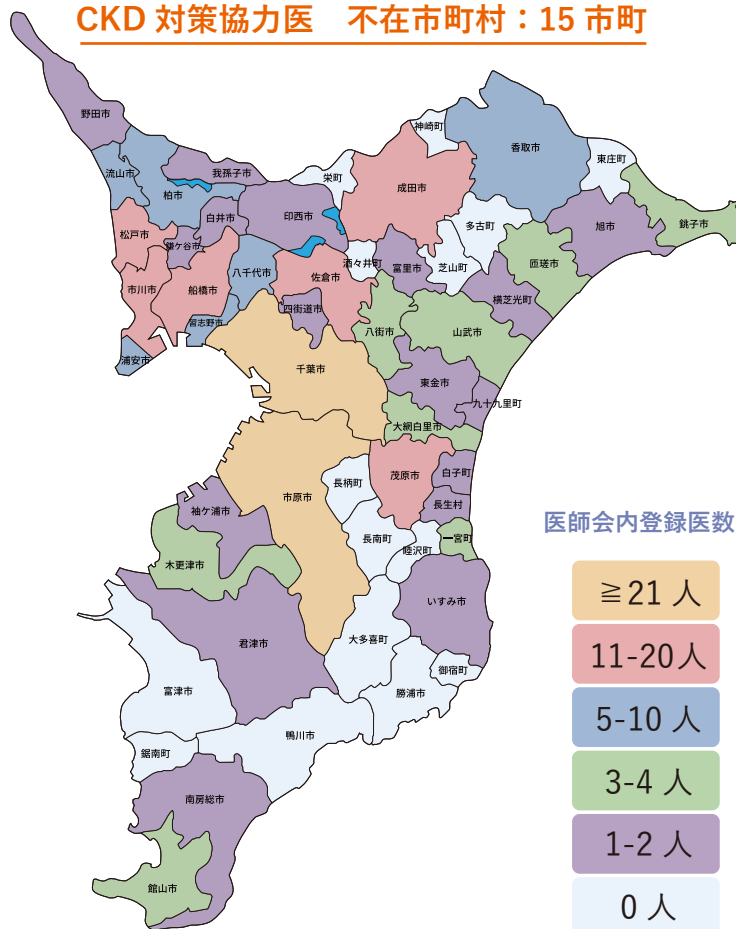 CKD 対策協力医　不在市町村：15 市町
野田市
神崎町
香取市
流山市
柏市
我孫子市
栄町
成田市
東庄町
銚子市
白井市
印西市
多古町
旭市
松戸市
鎌ケ谷市
酒々井町
富里市
芝山町
匝瑳市
市川市
船橋市
八千代市
佐倉市
横芝光町
四街道市
習志野市
八街市
山武市
浦安市
千葉市
東金市
九十九里町
大網白里市
市原市
長柄町
茂原市
白子町
長生村
袖ケ浦市
長南町
睦沢町
一宮町
木更津市
いすみ市
君津市
大多喜町
御宿町
富津市
勝浦市
鴨川市
鋸南町
南房総市
館山市
医師会内登録医数
≧21 人
11-20人
5-10 人
3-4 人
1-2 人
0 人